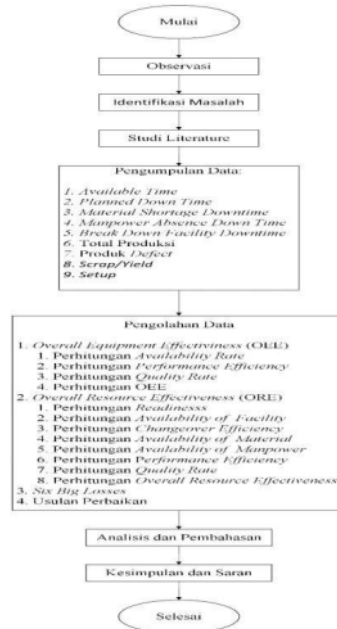 Mulai
Observasi
Identifikasi Masalah
Studi Literature
Pengumpulan Data:
1. Available Time
2. Planned Down Time
3. Material Shortage Downtime
4. Manpower Absence Down Time
5. Break Down Facility Downtime
6. Total Produksi
7. Produk Defect
8. Scrap/Yield
9. Setup
Pengolahan Data
1. Overall Equipment Effectiviness (OEE)
1. Perhitungan Availability Rate
2. Perhitungan Performance Efficiency
3. Perhitungan Quality Rate
4. Perhitungan OEE
2. Overall Resource Effectiveness (ORE)
1. Perhitungan Readinesss
2. Perhitungan Availability of Facility
3. Perhitungan Changeover Efficiency
4. Perhitungan Availability of Material
5. Perhitungan Availability of Manpower
6. Perhitungan Performance Efficiency
7. Perhitungan Quality Rate
8. Perhitungan Overall Resource Effectiveness
3. Six Big Losses
4. Usulan Perbaikan
Analisis dan Pembahasan
Kesimpulan dan Saran
Selesai